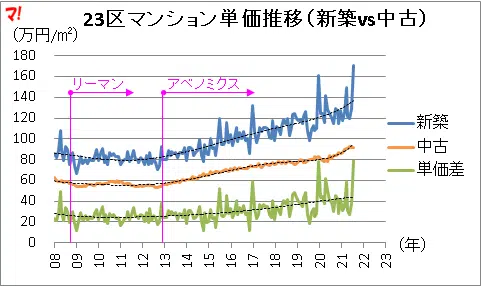 マ!
23区マンション単価推移(新築vs中古)
(万円/㎡)
180
160
140
120
100
80
60
40
20
0
リーマン
アベノミクス
新築
中古
単価差
08 09 10 11 12 13 14 15 16 17 18 19 20 21 22 23
(年)